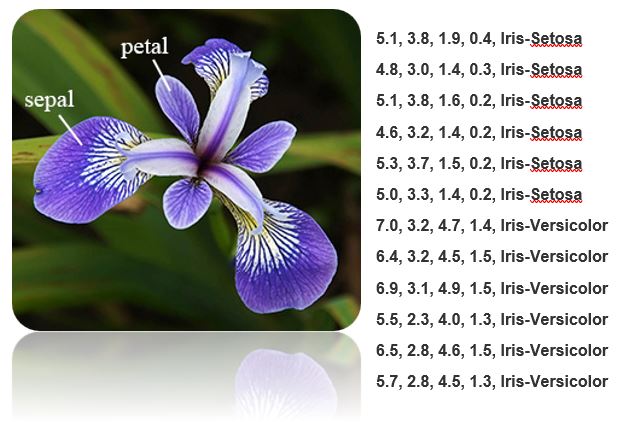 petal
sepal
5.1, 3.8, 1.9, 0.4, Iris-Setosa
4.8, 3.0, 1.4, 0.3, Iris-Setosa
5.1, 3.8, 1.6, 0.2, Iris-Setosa
4.6, 3.2, 1.4, 0.2, Iris-Setosa
5.3, 3.7, 1.5, 0.2, Iris-Setosa
5.0, 3.3, 1.4, 0.2, Iris-Setosa
7.0, 3.2, 4.7, 1.4, Iris-Versicolor
6.4, 3.2, 4.5, 1.5, Iris-Versicolor
6.9, 3.1, 4.9, 1.5, Iris-Versicolor
5.5, 2.3, 4.0, 1.3, Iris-Versicolor
6.5, 2.8, 4.6, 1.5, Iris-Versicolor
5.7, 2.8, 4.5, 1.3, Iris-Versicolor